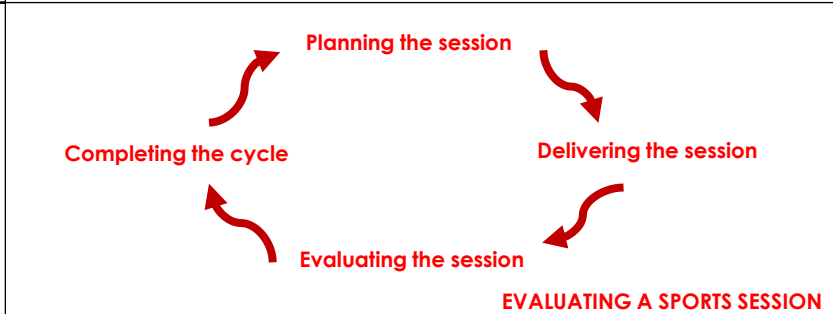 Planning the session
Completing the cycle
Delivering the session
Evaluating the session
EVALUATING A SPORTS SESSION